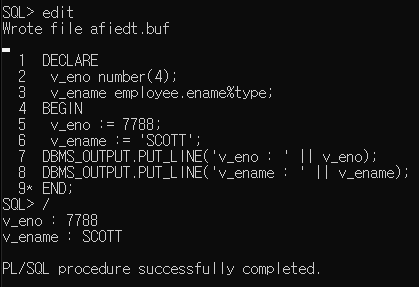 SQL> edit
Wrote file afiedt.buf
  1  DECLARE
  2   v_eno number(4);
  3   v_ename employee.ename%type;
  4  BEGIN
  5   v_eno := 7788;
  6   v_ename := 'SCOTT';
  7  DBMS_OUTPUT.PUT_LINE('v_eno : ' || v_eno);
  8  DBMS_OUTPUT.PUT_LINE('v_ename : ' || v_ename);
  9* END;
SQL> /
v_eno : 7788
v_ename : SCOTT
PL/SQL procedure successfully completed.